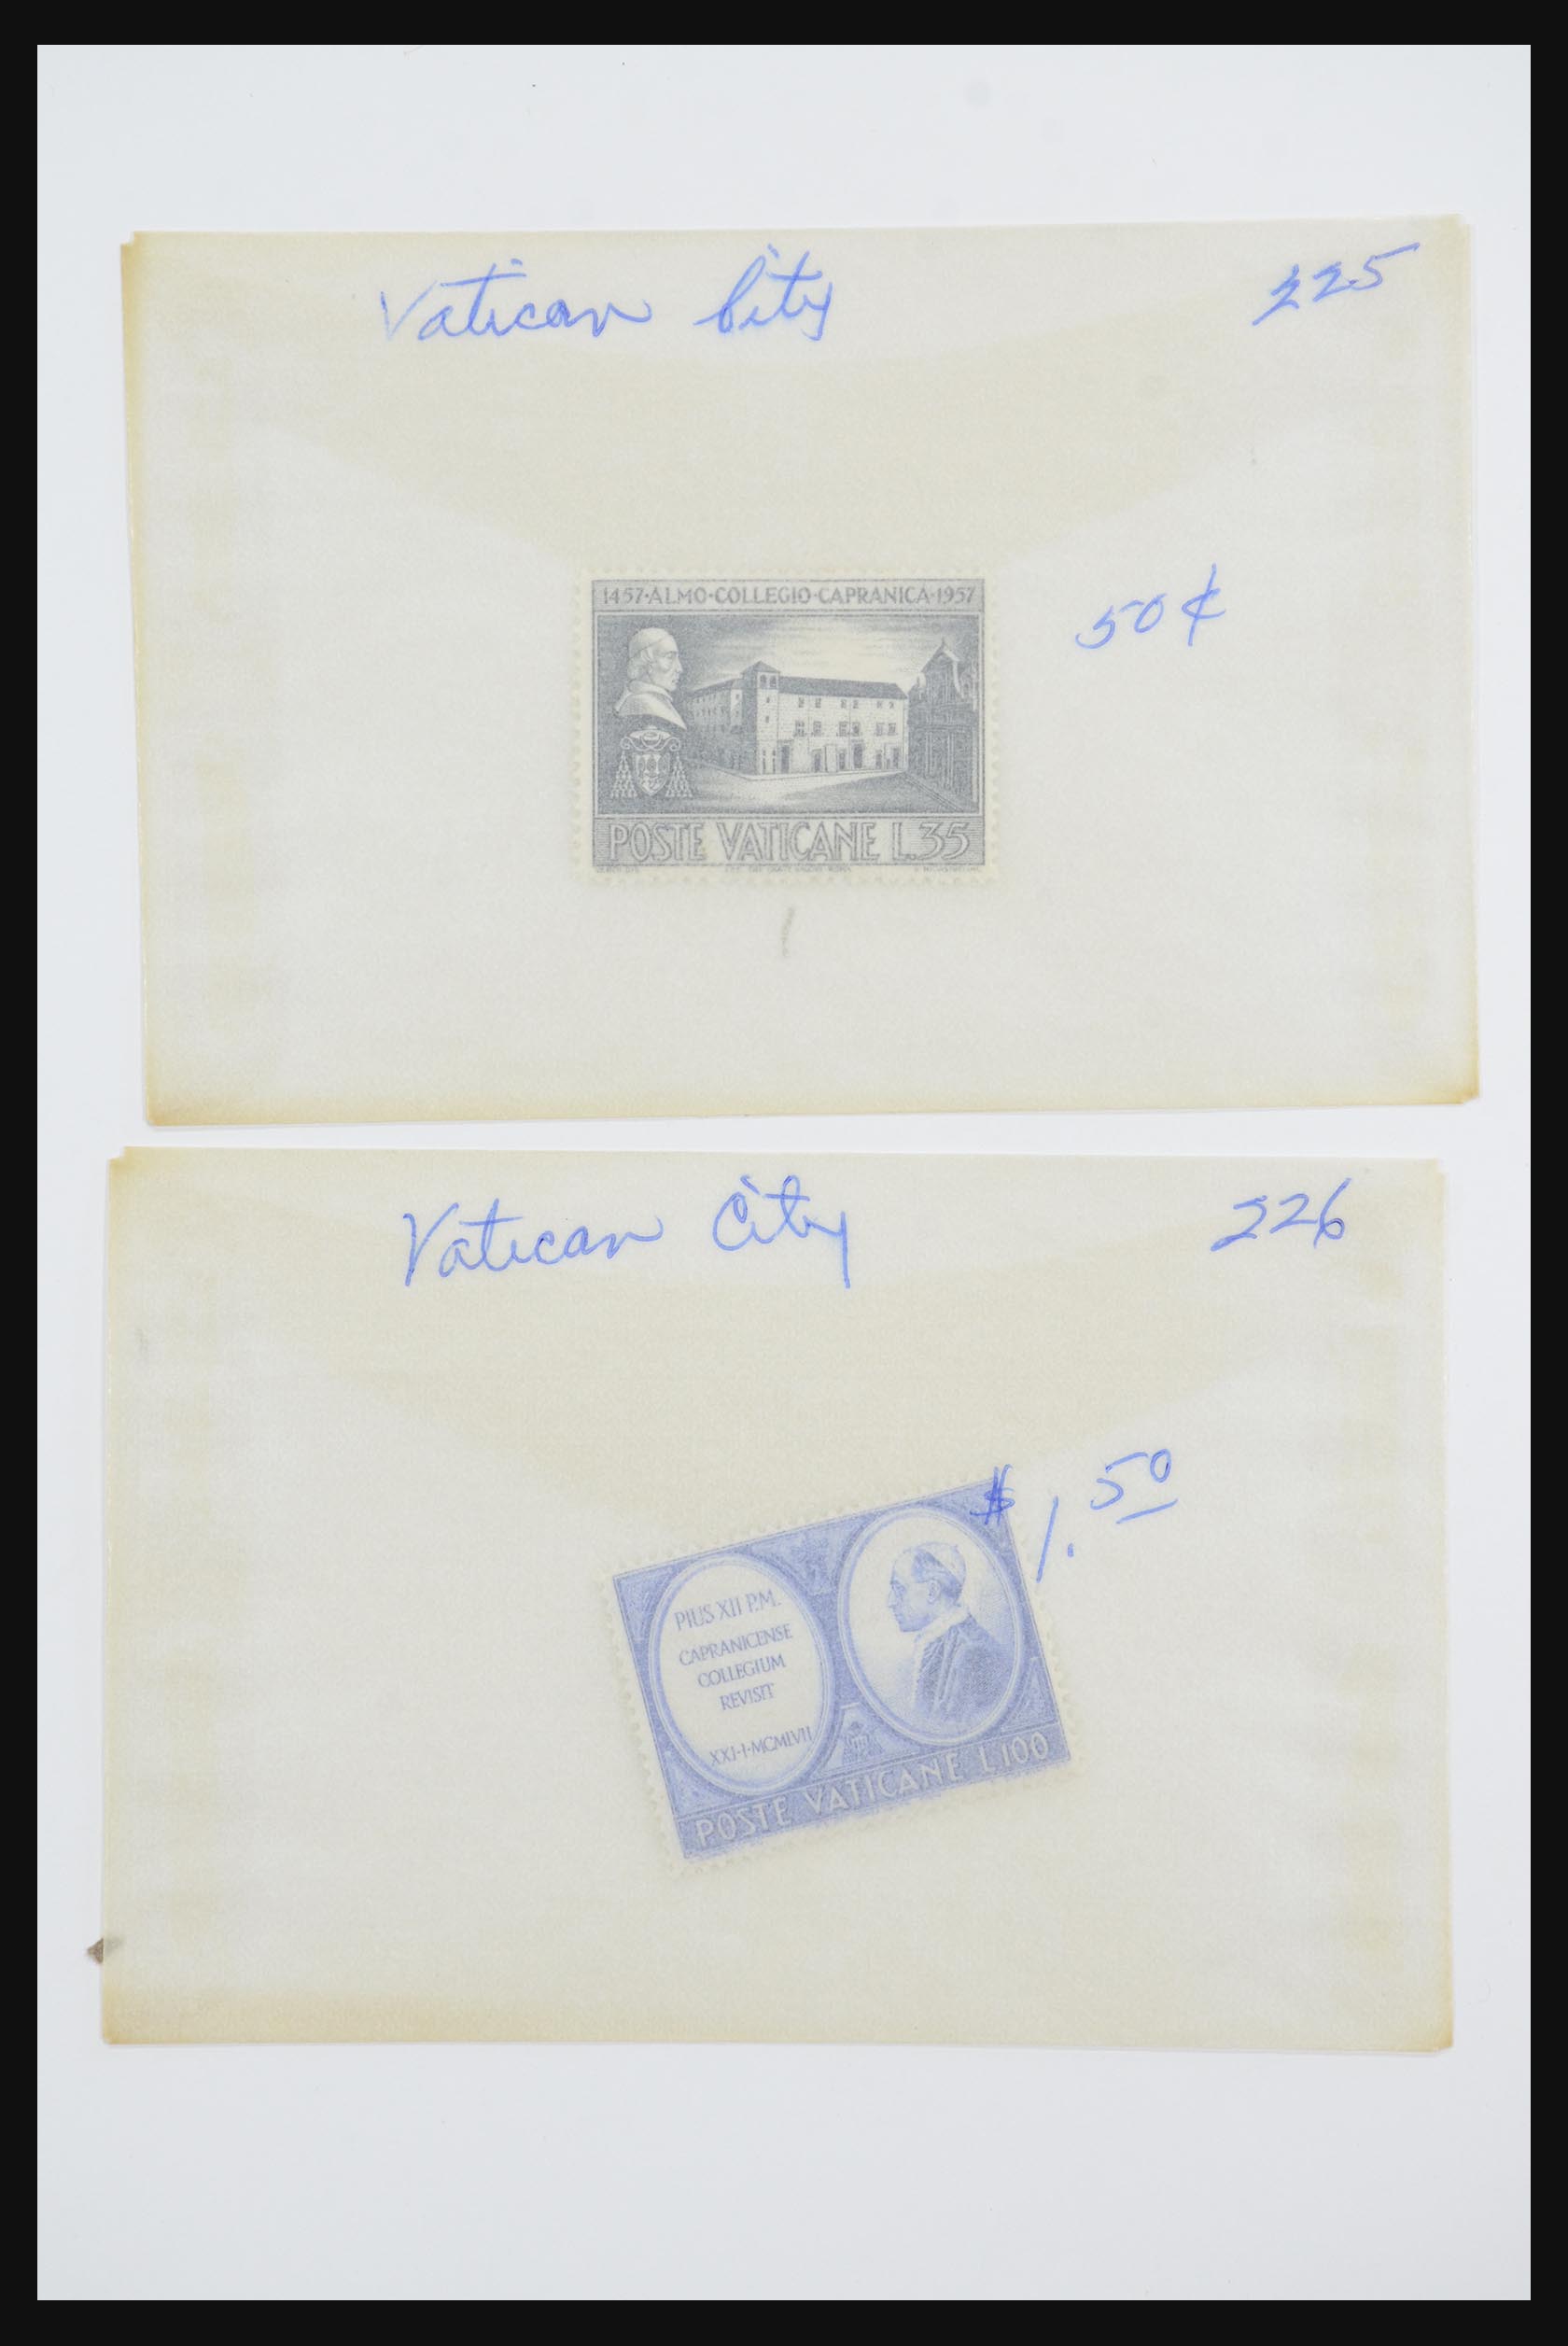 Vatican City 225
1457·ALMO·COLLEGIO·CAPRANICA·1957
50¢
POSTE VATICANE L.35
Vatican City 226
$1.50
PIUS XII P.M.
CAPRANICENSE
COLLEGIUM
REVISIT
XXI·I·MCMLVII
POSTE VATICANE L.100